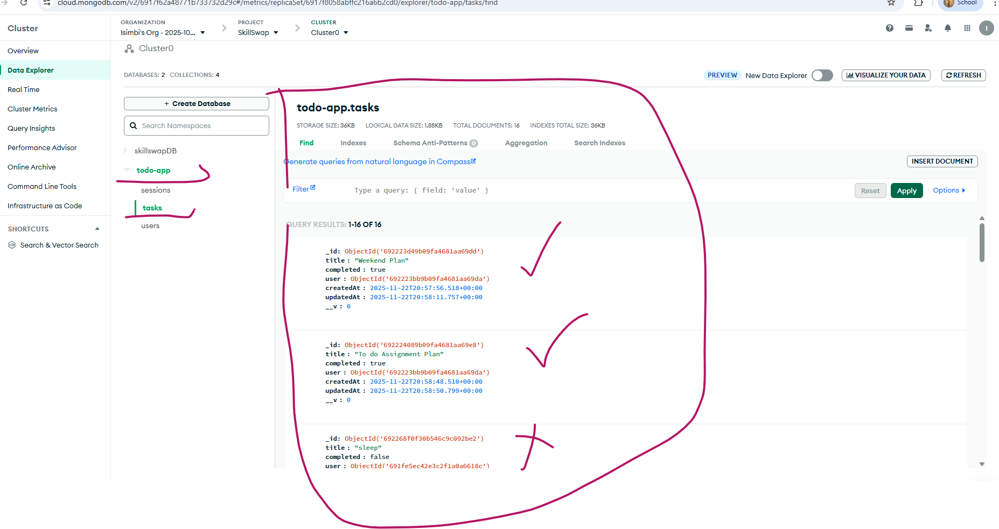 cloud.mongodb.com/v2/6917f62a48771b733732d29c#/metrics/replicaSet/6917f8058abffc216a6b2cd0/explorer/todo-app/tasks/find
School
Cluster
ORGANIZATION
Isimbi's Org - 2025-10...
PROJECT
SkillSwap
CLUSTER
Cluster0
I
Overview
Data Explorer
Real Time
Cluster Metrics
Query Insights
Performance Advisor
Online Archive
Command Line Tools
Infrastructure as Code
SHORTCUTS
Search & Vector Search
Cluster0
DATABASES: 2 COLLECTIONS: 4
PREVIEW New Data Explorer
VISUALIZE YOUR DATA
REFRESH
+ Create Database
Search Namespaces
skillswapDB
todo-app
sessions
tasks
users
todo-app.tasks
STORAGE SIZE: 36KB LOGICAL DATA SIZE: 1.88KB TOTAL DOCUMENTS: 16 INDEXES TOTAL SIZE: 36KB
Find Indexes Schema Anti-Patterns 0 Aggregation Search Indexes
Generate queries from natural language in Compass
INSERT DOCUMENT
Filter
Type a query: { field: 'value' }
Reset
Apply
Options
QUERY RESULTS: 1-16 OF 16
_id: ObjectId('692223d49b09fa4681aa69dd')
title : "Weekend Plan"
completed : true
user : ObjectId('692223bb9b09fa4681aa69da')
createdAt : 2025-11-22T20:57:56.518+00:00
updatedAt : 2025-11-22T20:58:11.757+00:00
__v : 0
_id: ObjectId('692224089b09fa4681aa69e8')
title : "To do Assignment Plan"
completed : true
user : ObjectId('692223bb9b09fa4681aa69da')
createdAt : 2025-11-22T20:58:48.510+00:00
updatedAt : 2025-11-22T20:58:50.799+00:00
__v : 0
_id: ObjectId('692268f0f30b546c9c092be2')
title : "sleep"
completed : false
user : ObjectId('691fe5ec42e3c2f1a0a6618c')